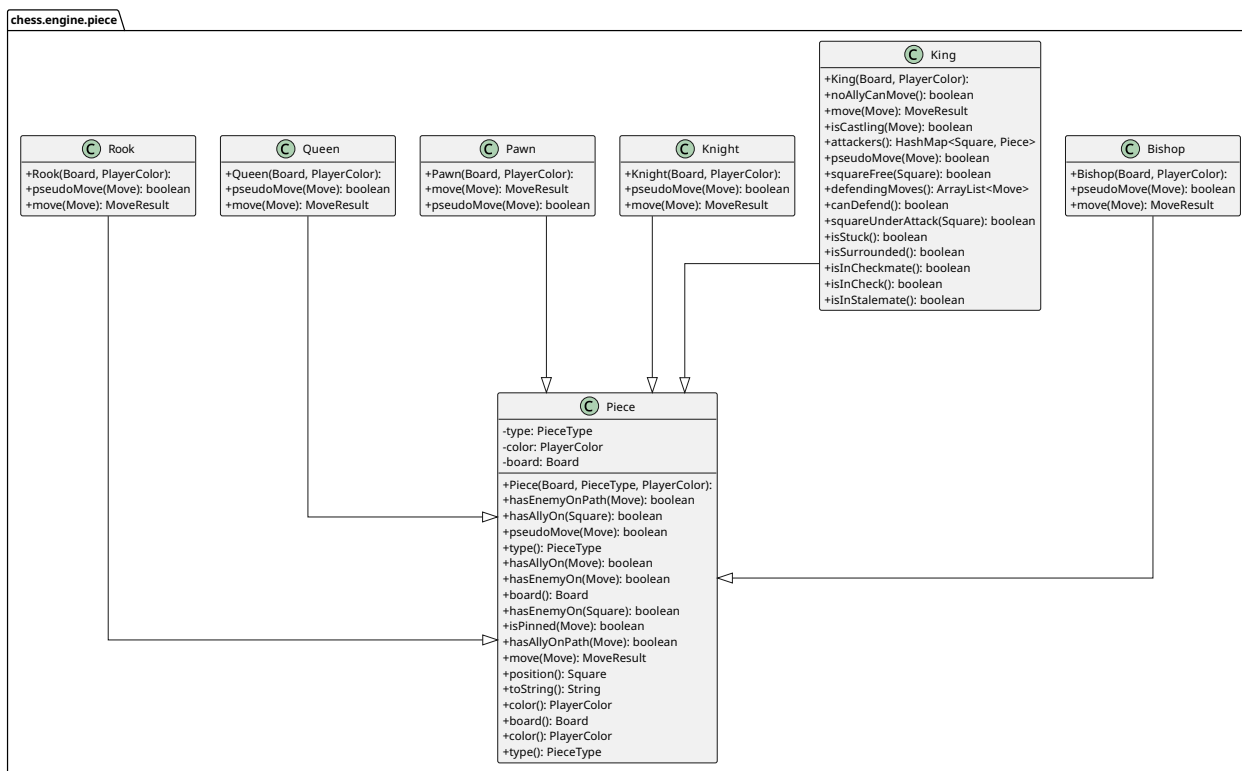 chess.engine.piece
C King
+King(Board, PlayerColor):
+noAllyCanMove(): boolean
+move(Move): MoveResult
+isCastling(Move): boolean
+attackers(): HashMap<Square, Piece>
+pseudoMove(Move): boolean
+squareFree(Square): boolean
+defendingMoves(): ArrayList<Move>
+canDefend(): boolean
+squareUnderAttack(Square): boolean
+isStuck(): boolean
+isSurrounded(): boolean
+isInCheckmate(): boolean
+isInCheck(): boolean
+isInStalemate(): boolean
C Rook
+Rook(Board, PlayerColor):
+pseudoMove(Move): boolean
+move(Move): MoveResult
C Queen
+Queen(Board, PlayerColor):
+pseudoMove(Move): boolean
+move(Move): MoveResult
C Pawn
+Pawn(Board, PlayerColor):
+move(Move): MoveResult
+pseudoMove(Move): boolean
C Knight
+Knight(Board, PlayerColor):
+pseudoMove(Move): boolean
+move(Move): MoveResult
C Bishop
+Bishop(Board, PlayerColor):
+pseudoMove(Move): boolean
+move(Move): MoveResult
C Piece
-type: PieceType
-color: PlayerColor
-board: Board
+Piece(Board, PieceType, PlayerColor):
+hasEnemyOnPath(Move): boolean
+hasAllyOn(Square): boolean
+pseudoMove(Move): boolean
+type(): PieceType
+hasAllyOn(Move): boolean
+hasEnemyOn(Move): boolean
+board(): Board
+hasEnemyOn(Square): boolean
+isPinned(Move): boolean
+hasAllyOnPath(Move): boolean
+move(Move): MoveResult
+position(): Square
+toString(): String
+color(): PlayerColor
+board(): Board
+color(): PlayerColor
+type(): PieceType